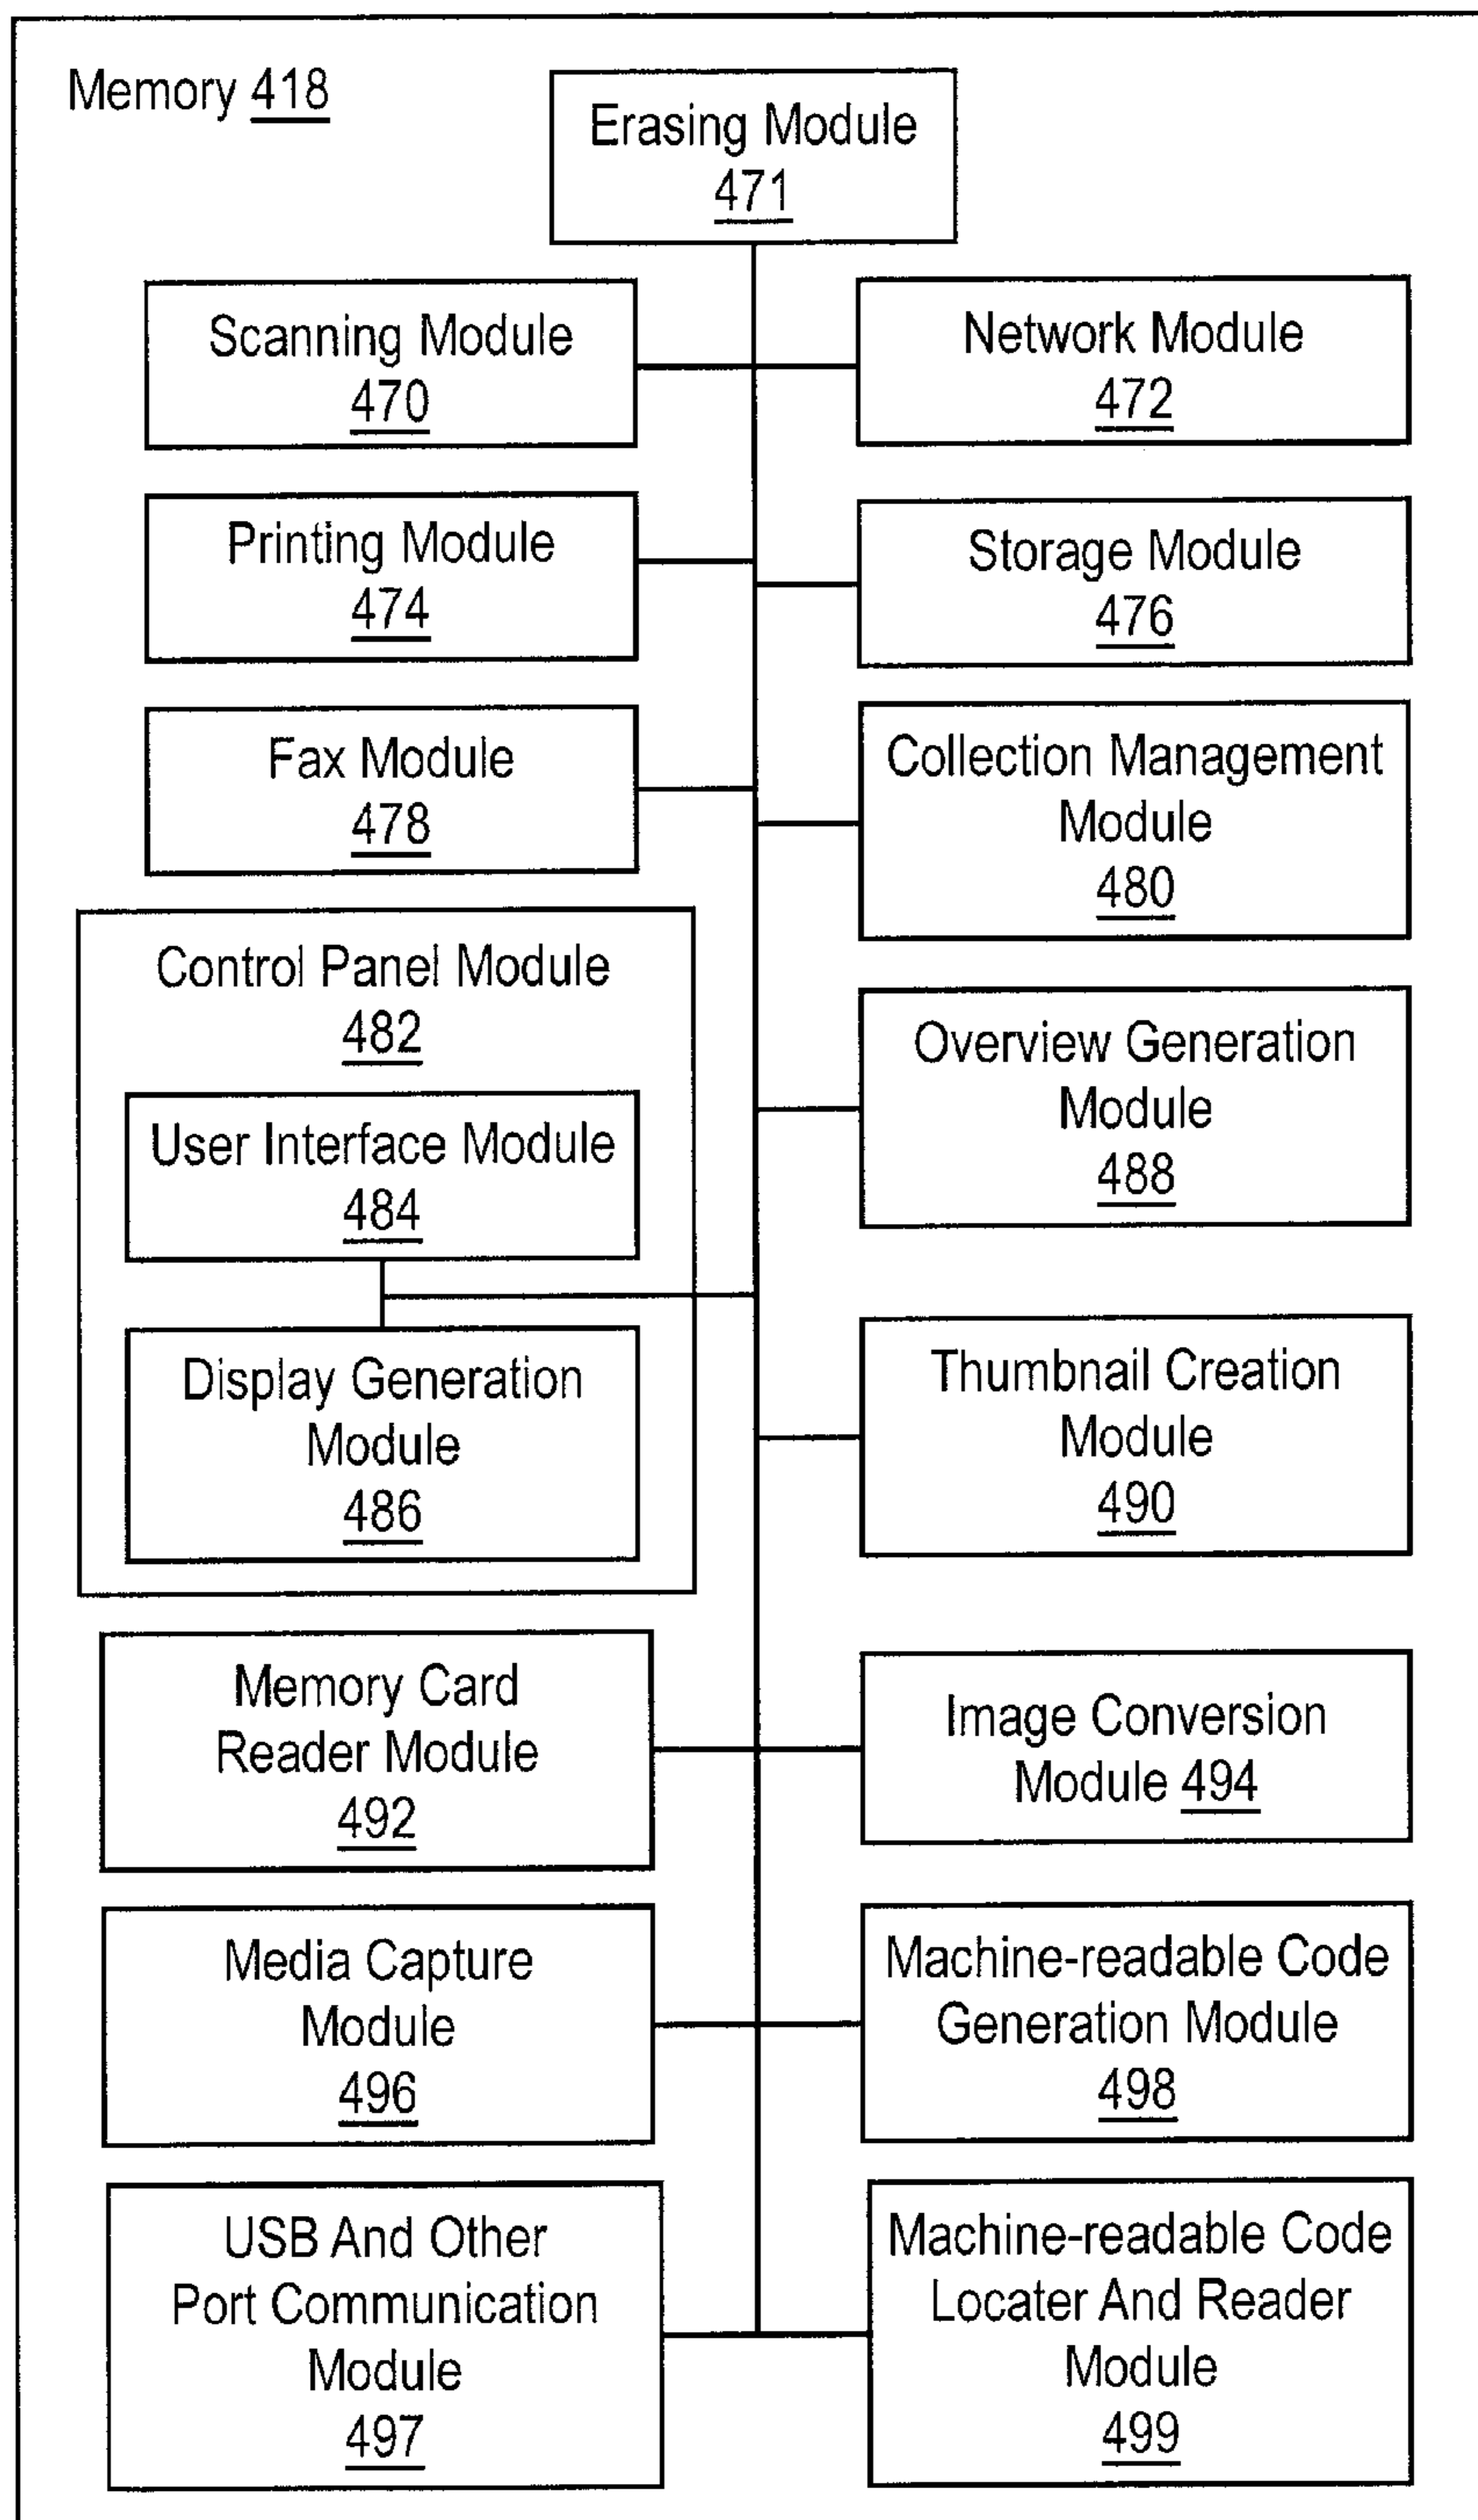 Memory 418
Erasing Module
471
Scanning Module
470
Network Module
472
Printing Module
474
Storage Module
476
Fax Module
478
Collection Management
Module
480
Control Panel Module
482
User Interface Module
484
Display Generation
Module
486
Overview Generation
Module
488
Thumbnail Creation
Module
490
Memory Card
Reader Module
492
Image Conversion
Module 494
Media Capture
Module
496
Machine-readable Code
Generation Module
498
USB And Other
Port Communication
Module
497
Machine-readable Code
Locater And Reader
Module
499